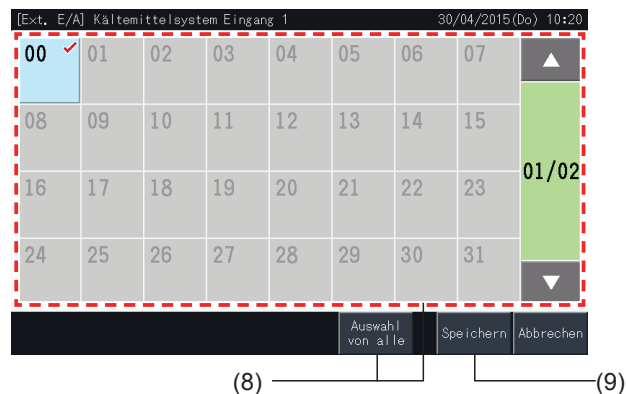 [Ext. E/A] Kältemittelsystem Eingang 1 30/04/2015(Do) 10:20
00 01 02 03 04 05 06 07
08 09 10 11 12 13 14 15
01/02
16 17 18 19 20 21 22 23
24 25 26 27 28 29 30 31
Auswahl
von alle
Speichern Abbrechen
(8) (9)